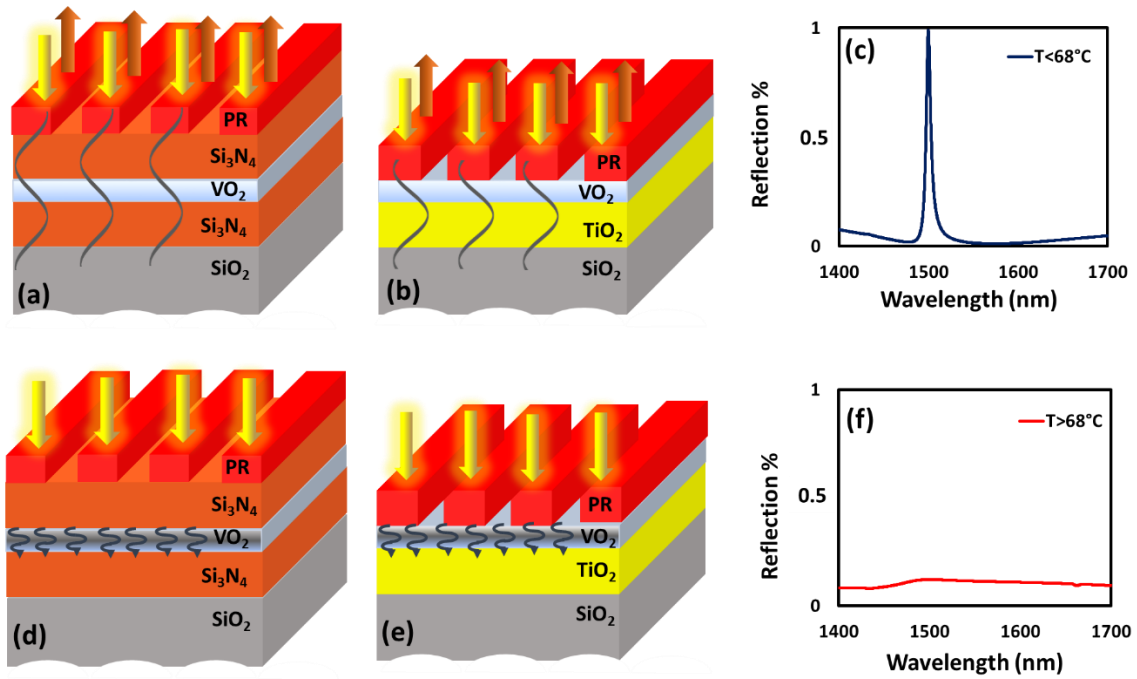 PR
Si₃N₄
VO₂
Si₃N₄
SiO₂
(a)
PR
VO₂
TiO₂
SiO₂
(b)
(c)
T<68°C
Reflection %
1
0.5
0
1400 1500 1600 1700
Wavelength (nm)
PR
Si₃N₄
VO₂
Si₃N₄
SiO₂
(d)
PR
VO₂
TiO₂
SiO₂
(e)
(f)
T>68°C
Reflection %
1
0.5
0
1400 1500 1600 1700
Wavelength (nm)